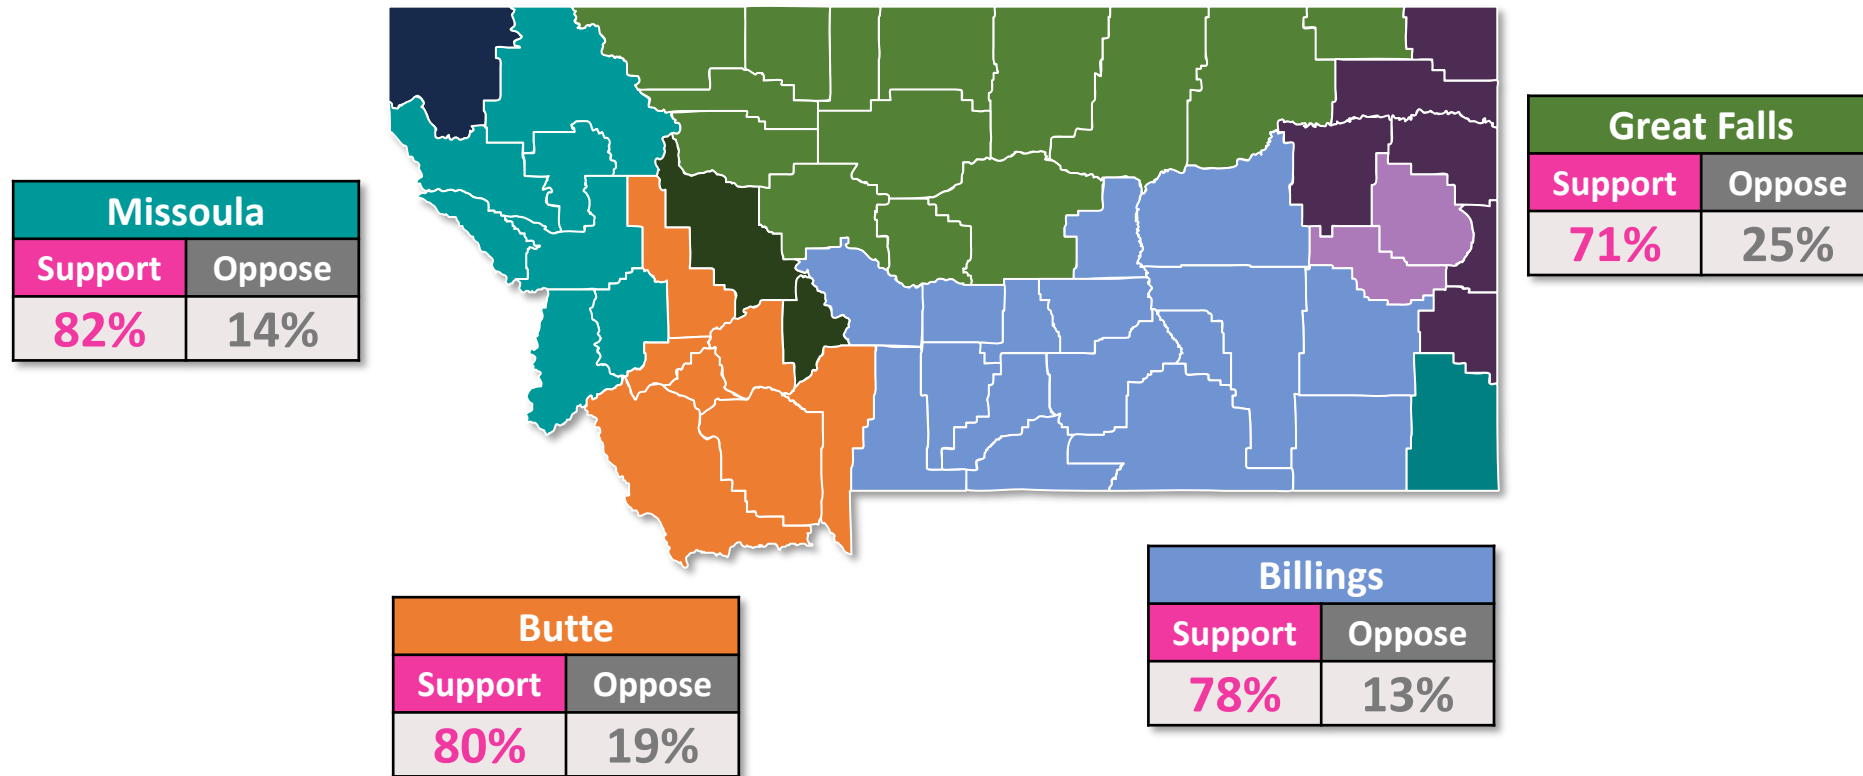 Great Falls
Support Oppose
71% 25%
Missoula
Support Oppose
82% 14%
Billings
Support Oppose
78% 13%
Butte
Support Oppose
80% 19%